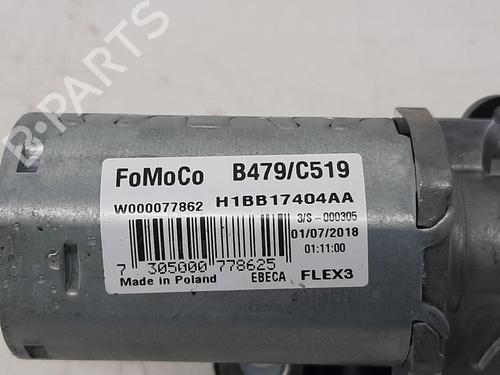 B-PARTS
FoMoCo B479/C519
W000077862 H1BB17404AA
3/S-000305
01/07/2018
01:11:00
7 305000 778625
Made in Poland EBECA FLEX3
B-PARTS